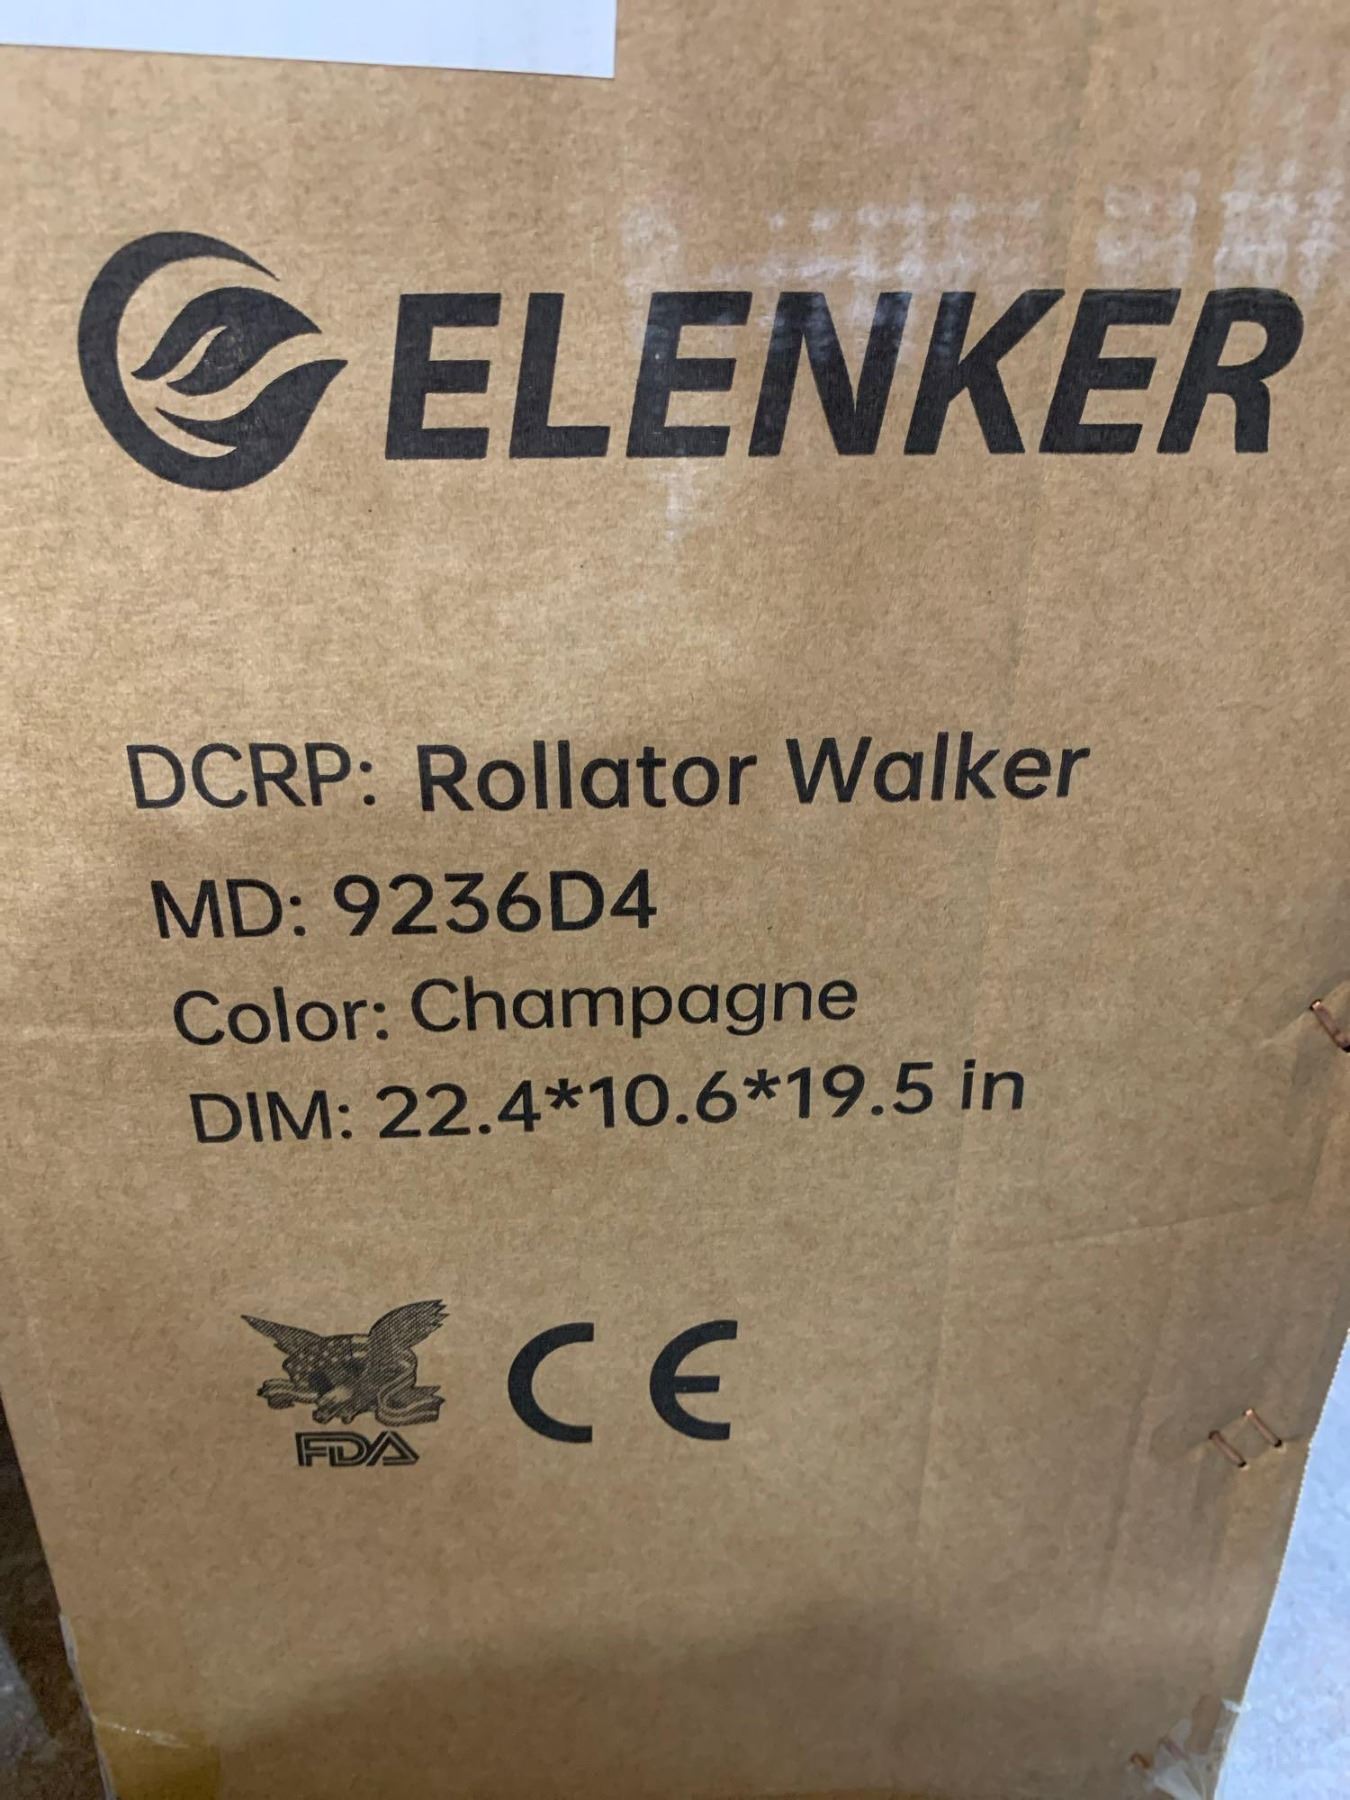 ELENKER
DCRP: Rollator Walker
MD: 9236D4
Color: Champagne
DIM: 22.4*10.6*19.5 in
FDA CE